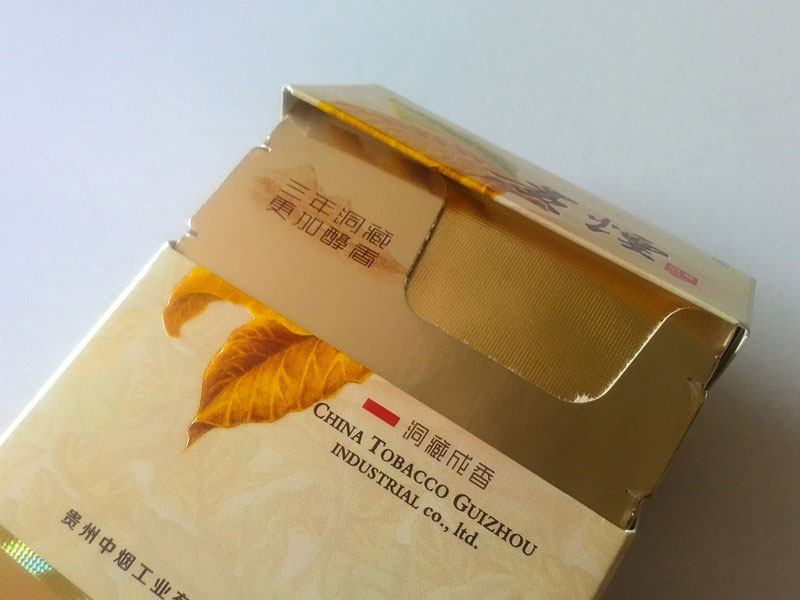 三年洞藏
更加醇香
洞藏成香
CHINA TOBACCO GUIZHOU
INDUSTRIAL co., ltd.
贵州中烟工业有